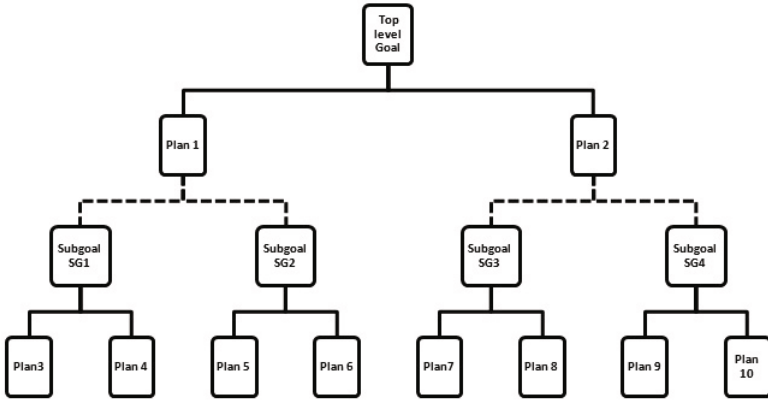 Top
level
Goal
Plan 1
Plan 2
Subgoal
SG1
Subgoal
SG2
Subgoal
SG3
Subgoal
SG4
Plan3
Plan 4
Plan 5
Plan 6
Plan7
Plan 8
Plan 9
Plan
10